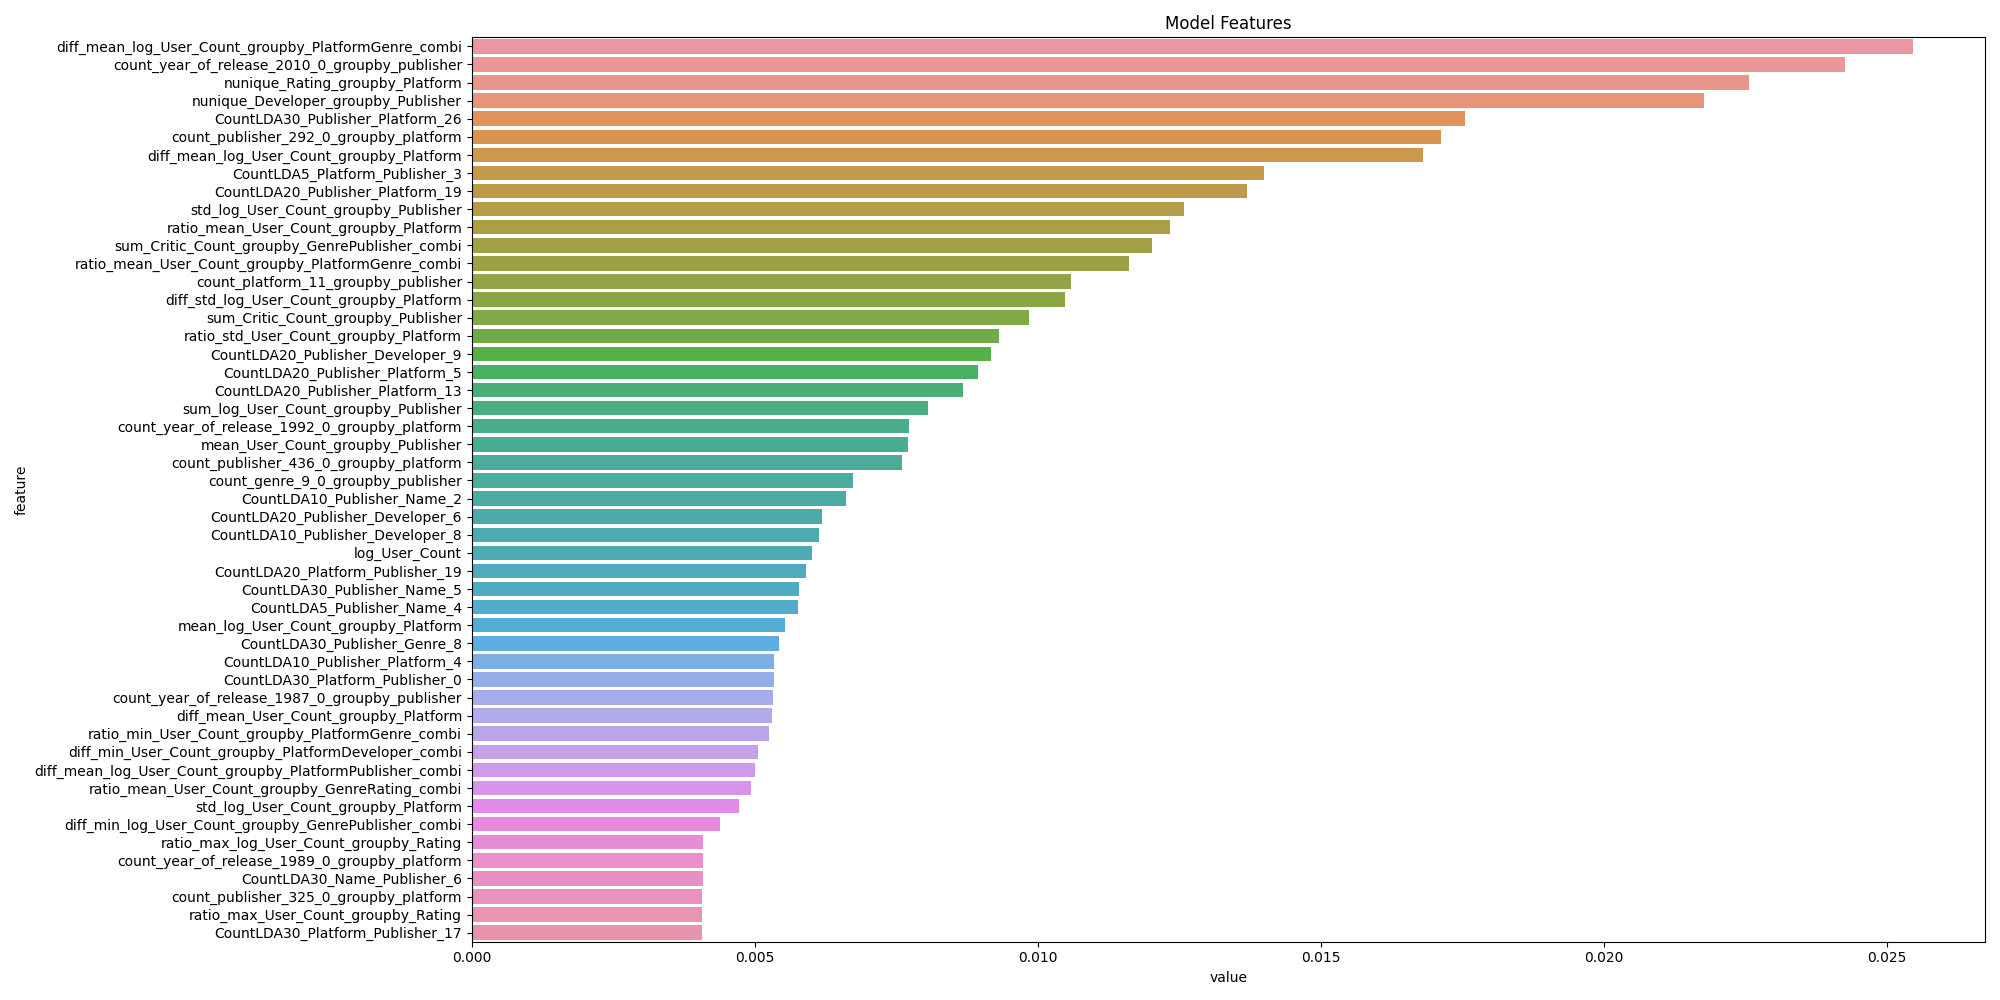 Model Features
diff_mean_log_User_Count_groupby_PlatformGenre_combi
count_year_of_release_2010_0_groupby_publisher
nunique_Rating_groupby_Platform
nunique_Developer_groupby_Publisher
CountLDA30_Publisher_Platform_26
count_publisher_292_0_groupby_platform
diff_mean_log_User_Count_groupby_Platform
CountLDA5_Platform_Publisher_3
CountLDA20_Publisher_Platform_19
std_log_User_Count_groupby_Publisher
ratio_mean_User_Count_groupby_Platform
sum_Critic_Count_groupby_GenrePublisher_combi
ratio_mean_User_Count_groupby_PlatformGenre_combi
count_platform_11_groupby_publisher
diff_std_log_User_Count_groupby_Platform
sum_Critic_Count_groupby_Publisher
ratio_std_User_Count_groupby_Platform
CountLDA20_Publisher_Developer_9
CountLDA20_Publisher_Platform_5
CountLDA20_Publisher_Platform_13
sum_log_User_Count_groupby_Publisher
count_year_of_release_1992_0_groupby_platform
mean_User_Count_groupby_Publisher
count_publisher_436_0_groupby_platform
count_genre_9_0_groupby_publisher
CountLDA10_Publisher_Name_2
CountLDA20_Publisher_Developer_6
CountLDA10_Publisher_Developer_8
log_User_Count
CountLDA20_Platform_Publisher_19
CountLDA30_Publisher_Name_5
CountLDA5_Publisher_Name_4
mean_log_User_Count_groupby_Platform
CountLDA30_Publisher_Genre_8
CountLDA10_Publisher_Platform_4
CountLDA30_Platform_Publisher_0
count_year_of_release_1987_0_groupby_publisher
diff_mean_User_Count_groupby_Platform
ratio_min_User_Count_groupby_PlatformGenre_combi
diff_min_User_Count_groupby_PlatformDeveloper_combi
diff_mean_log_User_Count_groupby_PlatformPublisher_combi
ratio_mean_User_Count_groupby_GenreRating_combi
std_log_User_Count_groupby_Platform
diff_min_log_User_Count_groupby_GenrePublisher_combi
ratio_max_log_User_Count_groupby_Rating
count_year_of_release_1989_0_groupby_platform
CountLDA30_Name_Publisher_6
count_publisher_325_0_groupby_platform
ratio_max_User_Count_groupby_Rating
CountLDA30_Platform_Publisher_17
feature
0.000 0.005 0.010 0.015 0.020 0.025
value